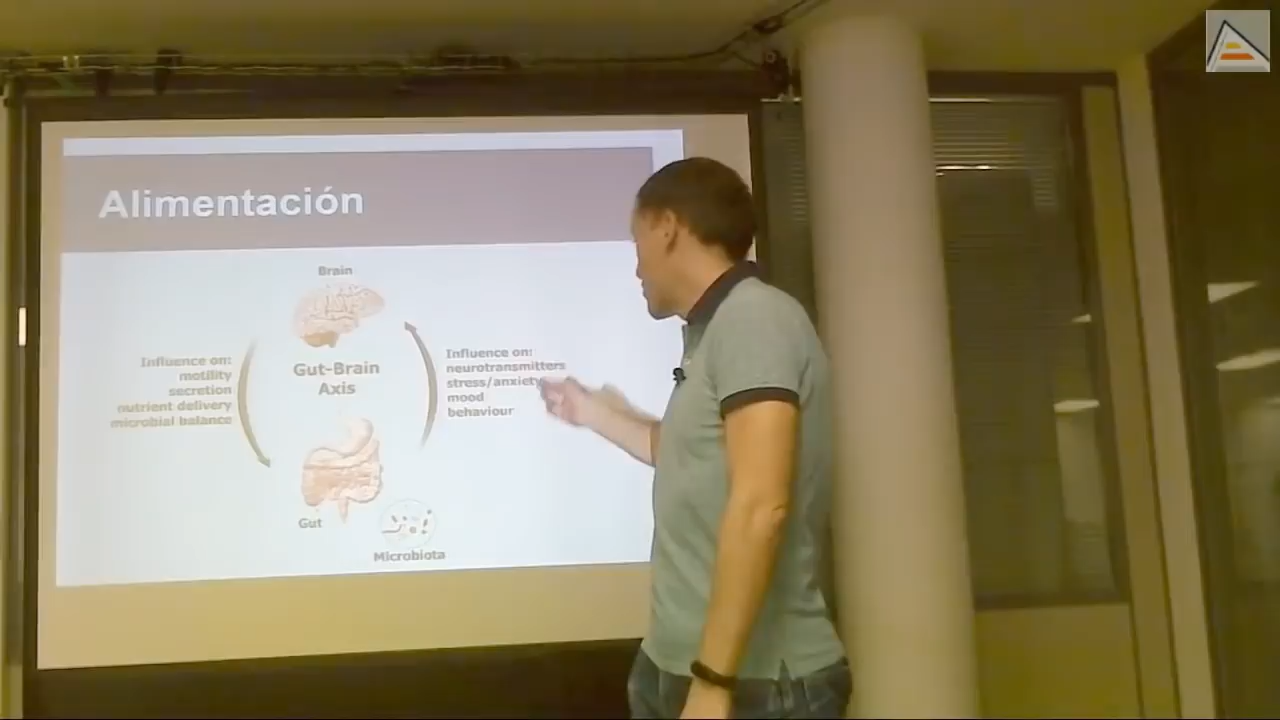 Alimentación
Brain
Influence on:
motility
secretion
nutrient delivery
microbial balance
Gut-Brain
Axis
Influence on:
neurotransmitters
stress/anxiety
mood
behaviour
Gut
Microbiota